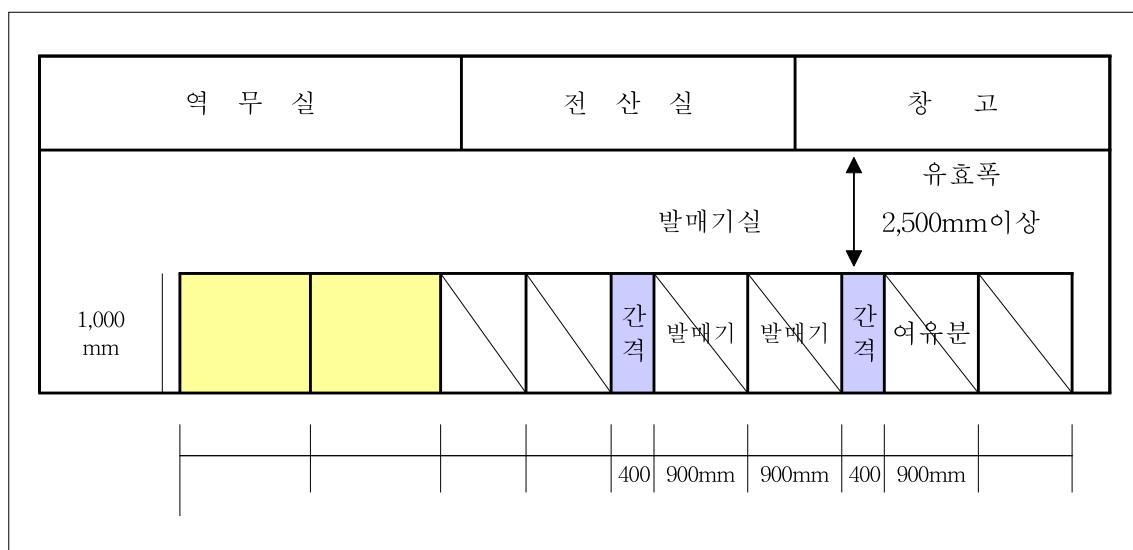 역 무 실
전 산 실
창 고
유효폭
발매기실
2,500mm이상
1,000
mm
간
격
발매기
발매기
간
격
여유분
400
900mm
900mm
400
900mm